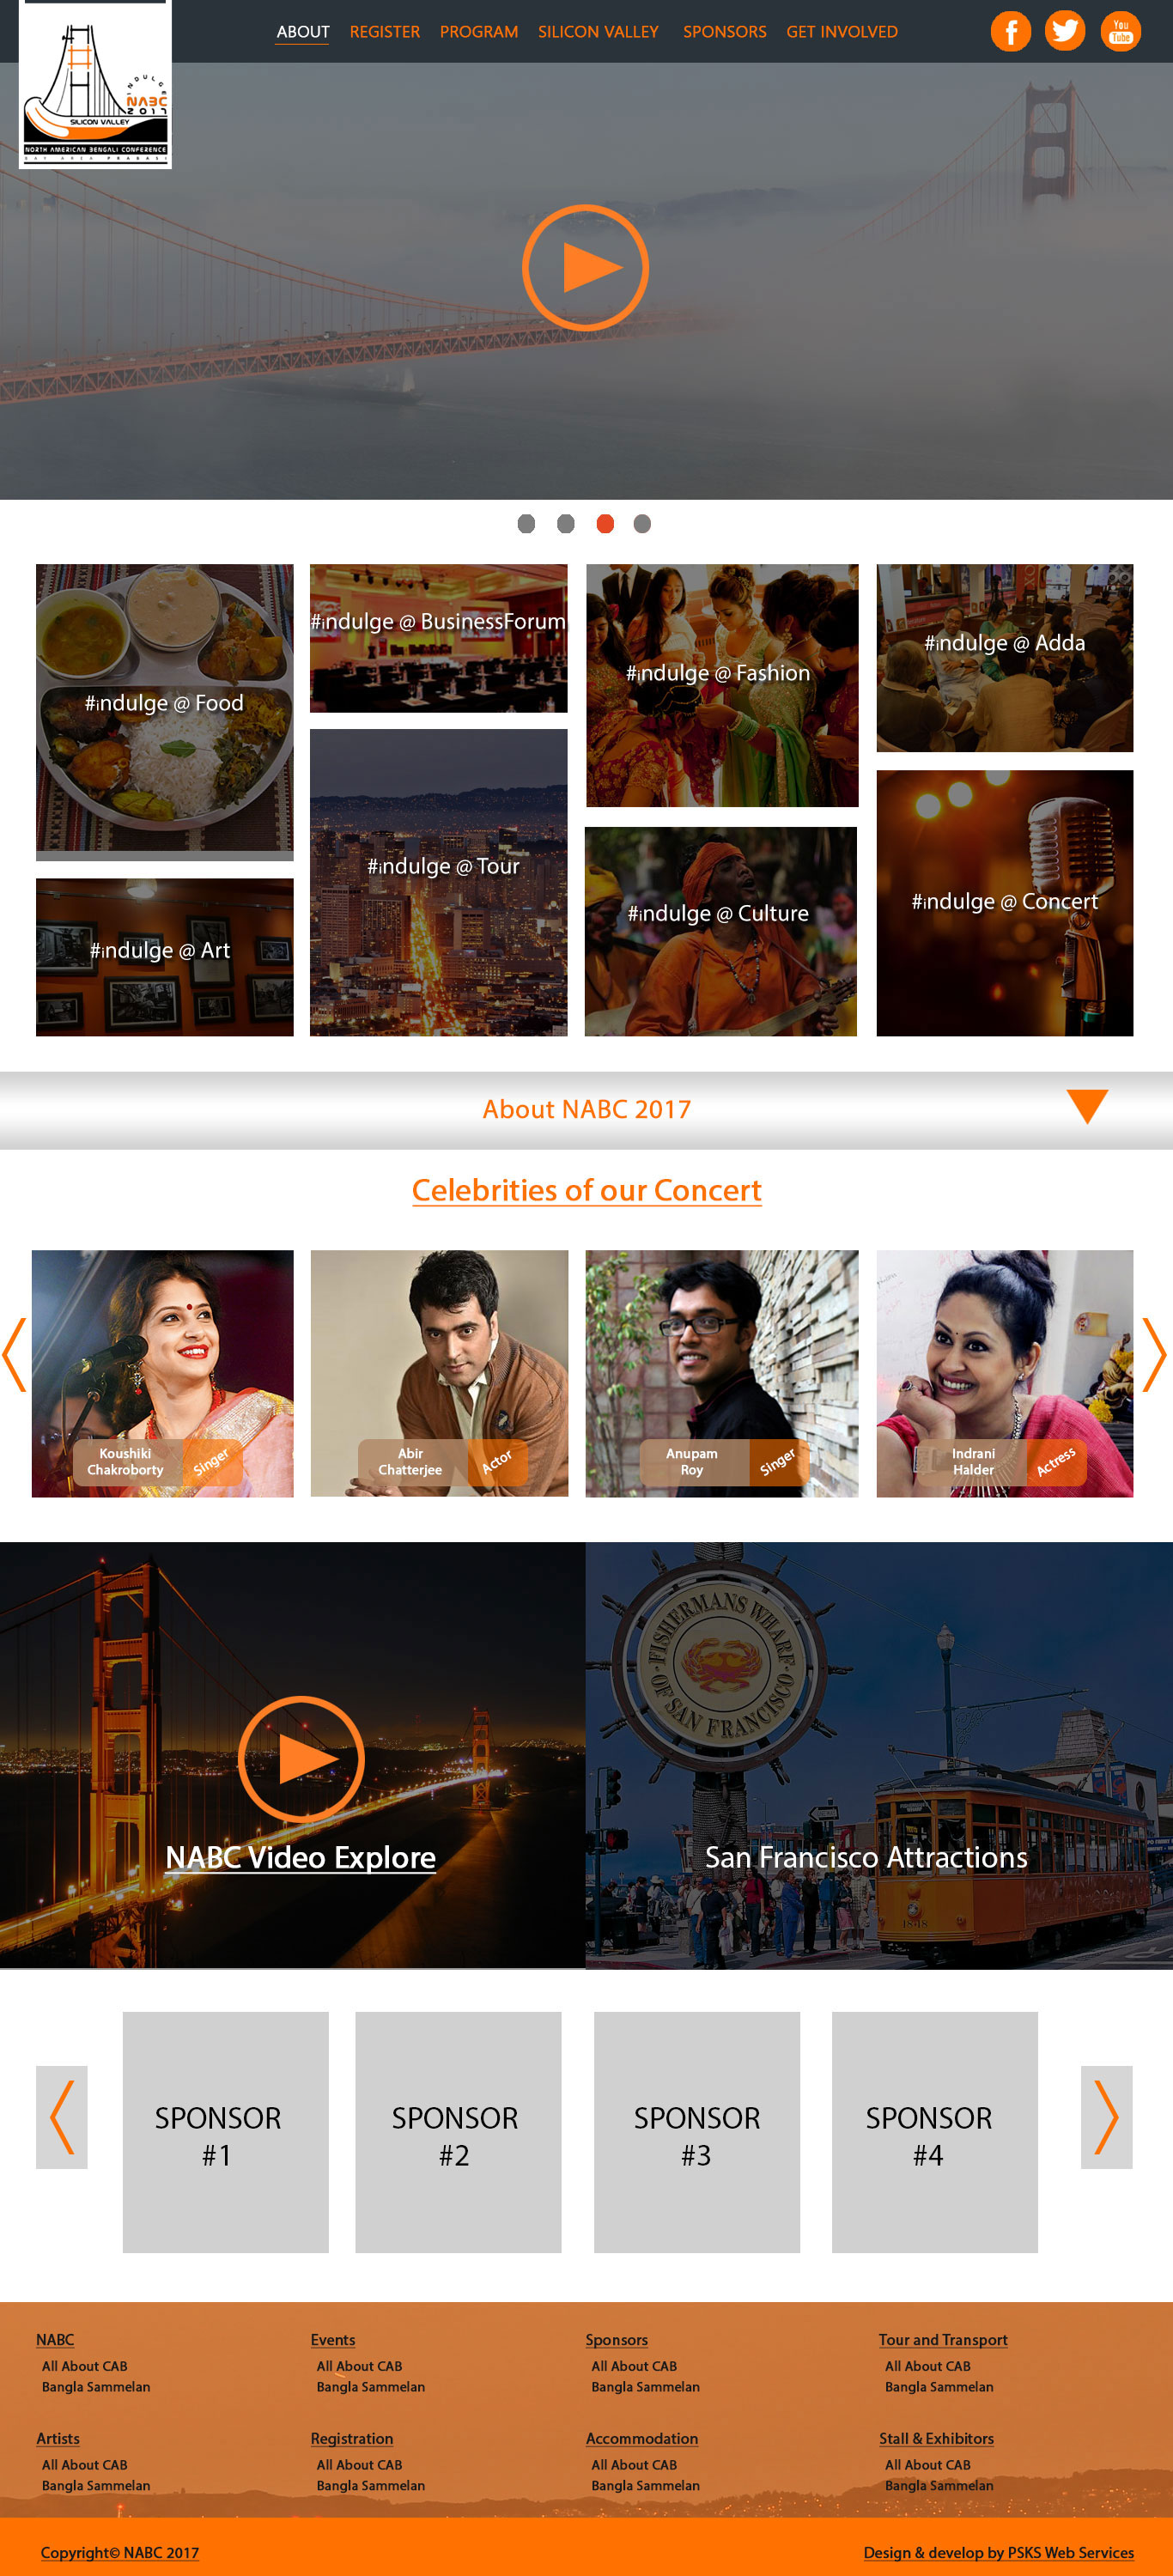 ABOUT REGISTER PROGRAM SILICON VALLEY SPONSORS GET INVOLVED
You
Tube
INDULGE
NABC
2017
SILICON VALLEY
NORTH AMERICAN BENGALI CONFERENCE
BAY AREA PRABASI
#indulge @ Food
#indulge @ BusinessForum
#indulge @ Fashion
#indulge @ Adda
#indulge @ Art
#indulge @ Tour
#indulge @ Culture
#indulge @ Concert
About NABC 2017
Celebrities of our Concert
Koushiki
Chakroborty
Singer
Abir
Chatterjee
Actor
Anupam
Roy
Singer
Indrani
Halder
Actress
NABC Video Explore
FISHERMANS WHARF
OF SAN FRANCISCO
1818
San Francisco Attractions
SPONSOR
#1
SPONSOR
#2
SPONSOR
#3
SPONSOR
#4
NABC
All About CAB
Bangla Sammelan
Events
All About CAB
Bangla Sammelan
Sponsors
All About CAB
Bangla Sammelan
Tour and Transport
All About CAB
Bangla Sammelan
Artists
All About CAB
Bangla Sammelan
Registration
All About CAB
Bangla Sammelan
Accommodation
All About CAB
Bangla Sammelan
Stall & Exhibitors
All About CAB
Bangla Sammelan
Copyright© NABC 2017
Design & develop by PSKS Web Services